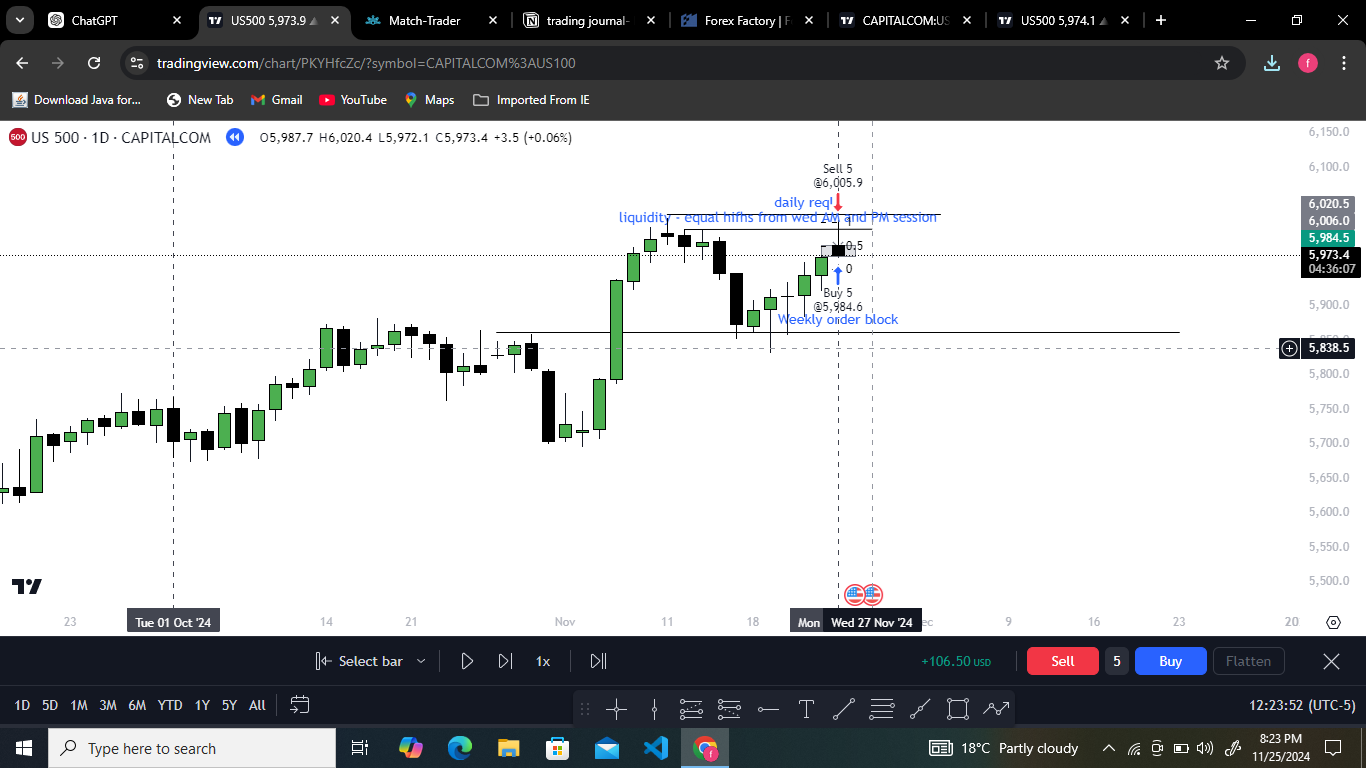 ChatGPT
US500 5,973.9
Match-Trader
trading journal-
Forex Factory | F
CAPITALCOM:US
US500 5,974.1
tradingview.com/chart/PKYHfcZc/?symbol=CAPITALCOM%3AUS100
f
Download Java for...
New Tab
Gmail
YouTube
Maps
Imported From IE
500 US 500 · 1D · CAPITALCOM
O5,987.7 H6,020.4 L5,972.1 C5,973.4 +3.5 (+0.06%)
6,150.0
6,100.0
Sell 5
@6,005.9
daily req
liquidity - equal hifhs from wed AM and PM session
6,020.5
6,006.0
5,984.5
5,973.4
04:36:07
0.5
0
Buy 5
@5,984.6
Weekly order block
5,900.0
5,838.5
5,800.0
5,750.0
5,700.0
5,650.0
5,600.0
5,550.0
5,500.0
23
Tue 01 Oct '24
14
21
Nov
11
18
Mon
Wed 27 Nov '24
ec
9
16
23
20
Select bar
1x
+106.50 USD
Sell
5
Buy
Flatten
1D
5D
1M
3M
6M
YTD
1Y
5Y
All
12:23:52 (UTC-5)
Type here to search
18°C Partly cloudy
8:23 PM
11/25/2024